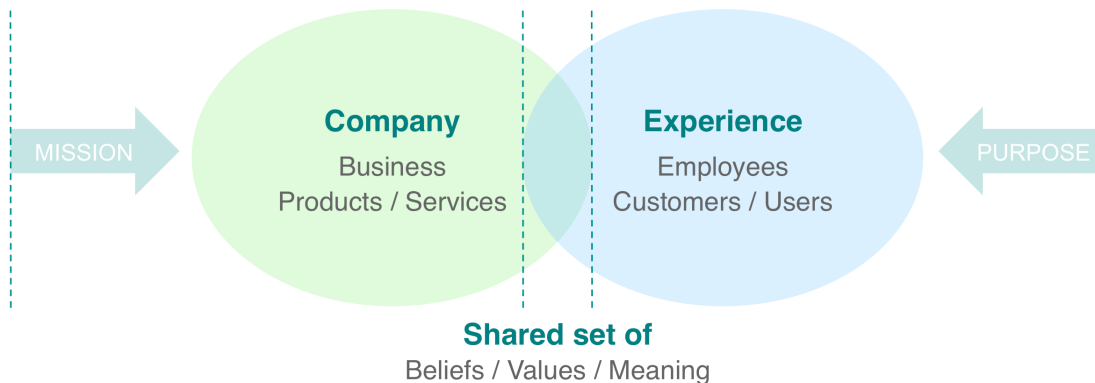 MISSION
Company
Business
Products / Services
Experience
Employees
Customers / Users
PURPOSE
Shared set of
Beliefs / Values / Meaning